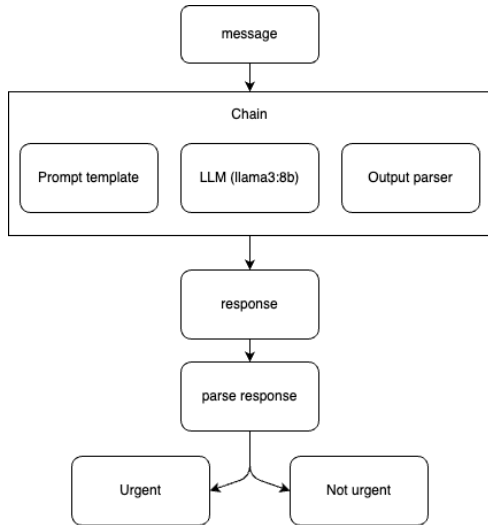 message
Chain
Prompt template
LLM (llama3:8b)
Output parser
response
parse response
Urgent
Not urgent